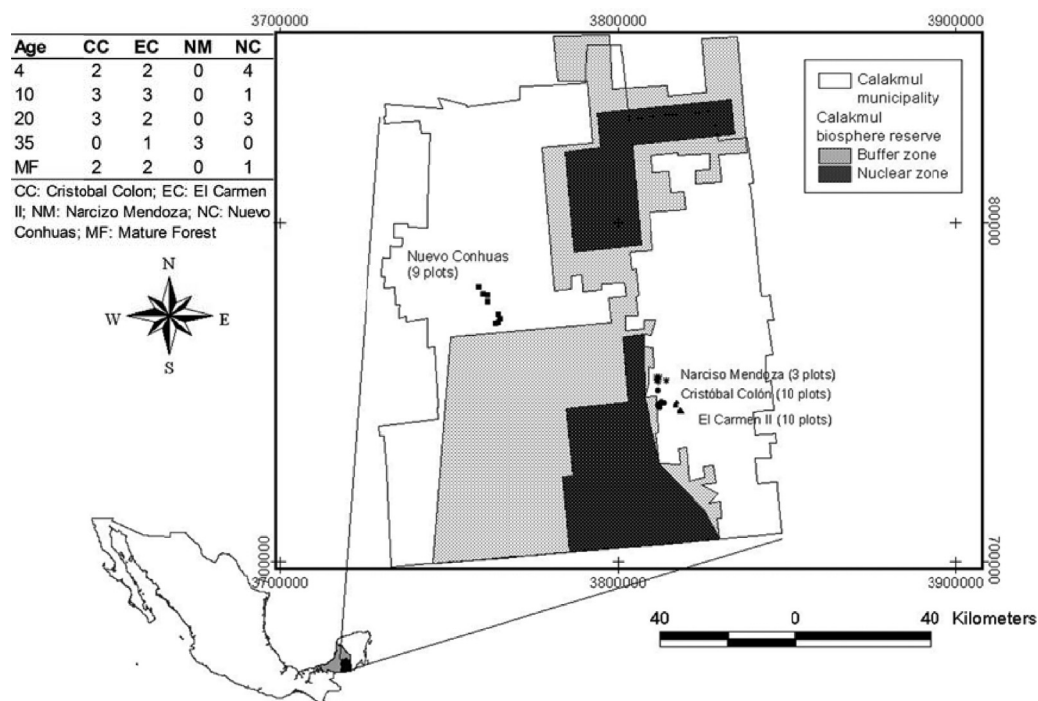 3700000 3800000 3900000
Age CC EC NM NC
4 2 2 0 4
10 3 3 0 1
20 3 2 0 3
35 0 1 3 0
MF 2 2 0 1
CC: Cristobal Colon; EC: El Carmen
II; NM: Narcizo Mendoza; NC: Nuevo
Conhuas; MF: Mature Forest
N
W E
S
Calakmul
municipality
Calakmul
biosphere reserve
Buffer zone
Nuclear zone
800000
Nuevo Conhuas
(9 plots)
Narciso Mendoza (3 plots)
Cristóbal Colón (10 plots)
El Carmen II (10 plots)
700000
3700000 3800000 3900000
40 0 40 Kilometers